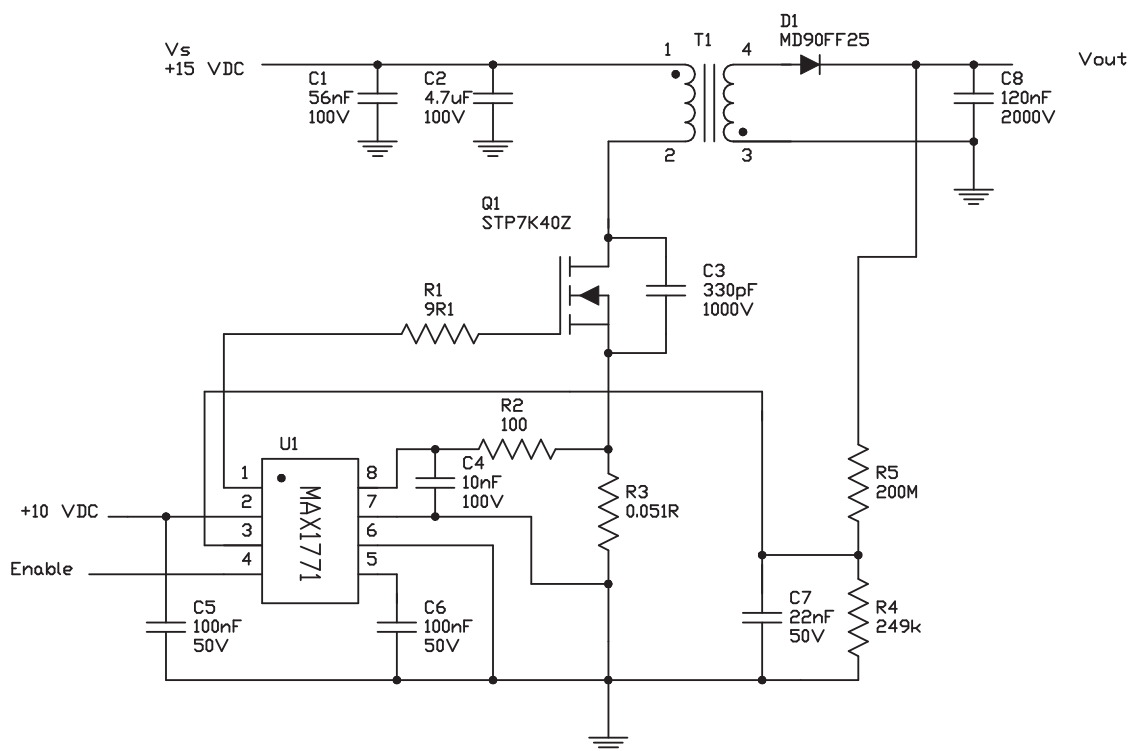 Vs
+15 VDC
C1
56nF
100V
C2
4.7uF
100V
1
T1
4
2
3
D1
MD90FF25
Vout
C8
120nF
2000V
Q1
STP7K40Z
C3
330pF
1000V
R1
9R1
R2
100
U1
1
2
3
4
MAX1771
8
7
6
5
C4
10nF
100V
R3
0.051R
R5
200M
+10 VDC
Enable
C5
100nF
50V
C6
100nF
50V
C7
22nF
50V
R4
249k